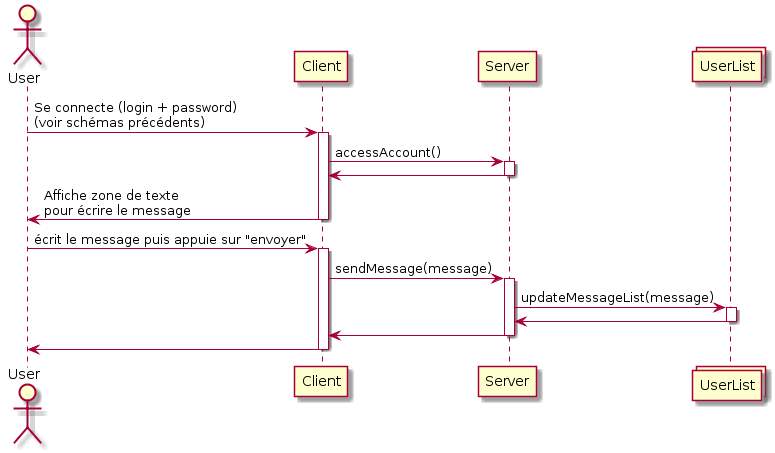 User
Client
Server
UserList
Se connecte (login + password)
(voir schémas précédents)
accessAccount()
Affiche zone de texte
pour écrire le message
écrit le message puis appuie sur "envoyer"
sendMessage(message)
updateMessageList(message)
User
Client
Server
UserList